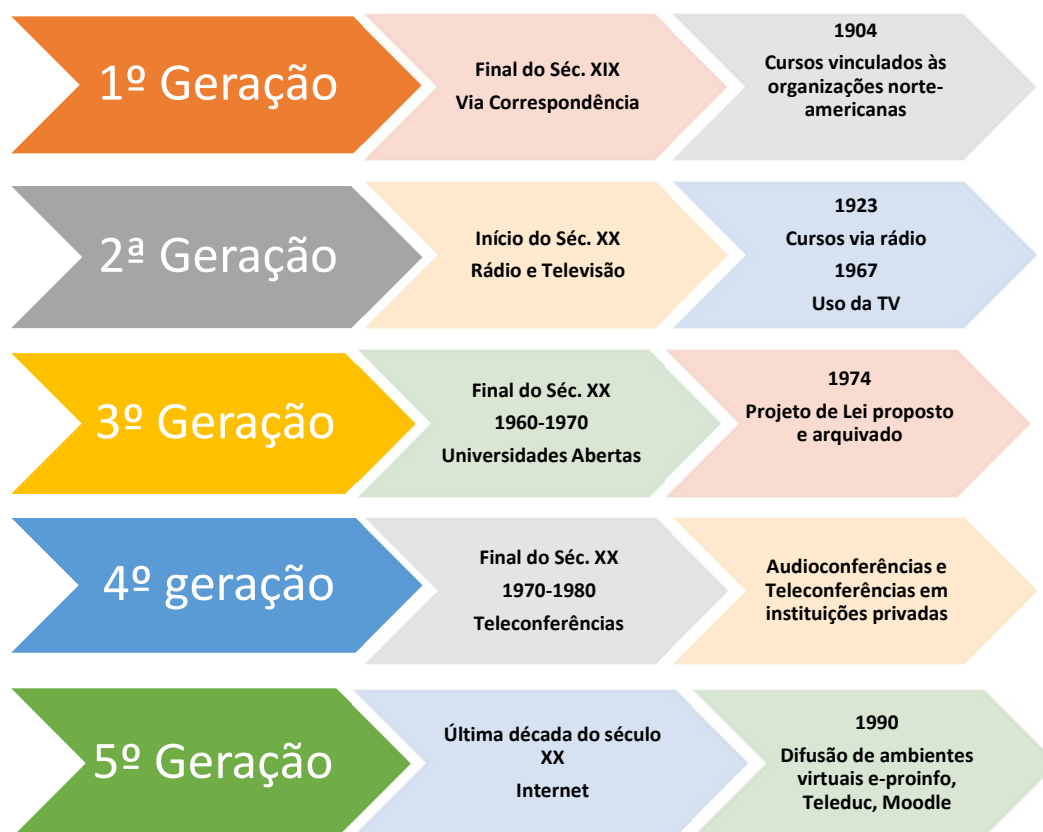 1º Geração
Final do Séc. XIX
Via Correspondência
1904
Cursos vinculados às
organizações norte-
americanas
2ª Geração
Início do Séc. XX
Rádio e Televisão
1923
Cursos via rádio
1967
Uso da TV
3º Geração
Final do Séc. XX
1960-1970
Universidades Abertas
1974
Projeto de Lei proposto
e arquivado
4º geração
Final do Séc. XX
1970-1980
Teleconferências
Audioconferências e
Teleconferências em
instituições privadas
5º Geração
Última década do século
XX
Internet
1990
Difusão de ambientes
virtuais e-proinfo,
Teleduc, Moodle